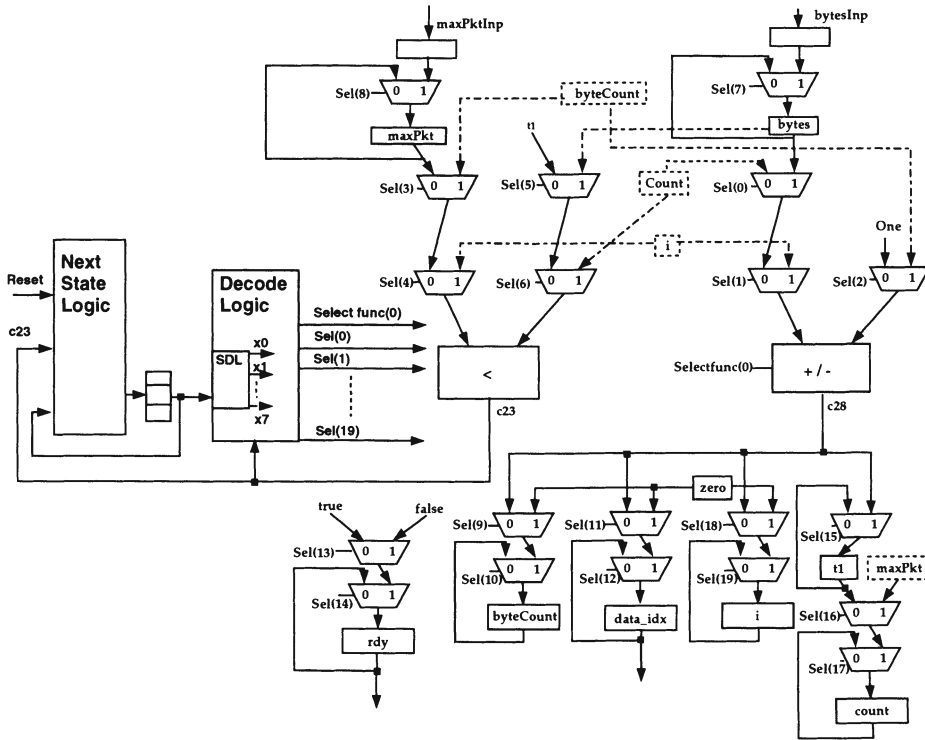 maxPktInp
bytesInp
0 1
Sel(8)
maxPkt
byteCount
0 1
Sel(7)
bytes
t1
0 1
Sel(3)
0 1
Sel(5)
Count
0 1
Sel(0)
One
i
0 1
Sel(4)
0 1
Sel(6)
0 1
Sel(1)
0 1
Sel(2)
Next
State
Logic
Reset
c23
Decode
Logic
SDL
x0
x1
x7
Select func(0)
Sel(0)
Sel(1)
Sel(19)
<
c23
Selectfunc(0)
+ / -
c28
zero
true
false
Sel(13)
0 1
Sel(14)
0 1
rdy
Sel(9)
0 1
Sel(10)
0 1
byteCount
Sel(11)
0 1
Sel(12)
0 1
data_idx
Sel(18)
0 1
Sel(19)
0 1
i
Sel(15)
0 1
t1
maxPkt
Sel(16)
0 1
Sel(17)
0 1
count